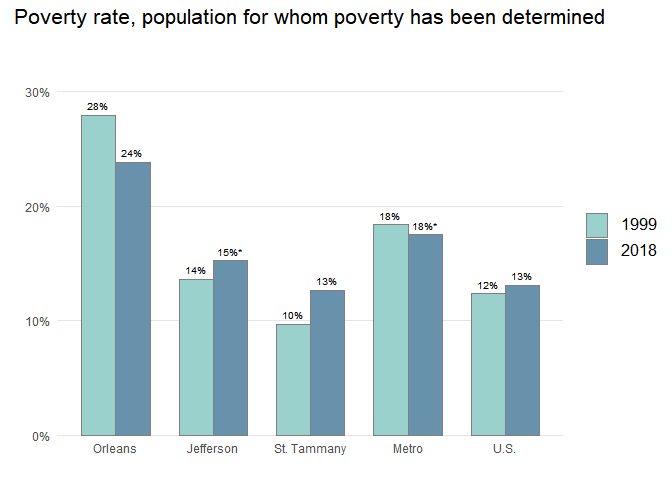 Poverty rate, population for whom poverty has been determined
30%
20%
10%
0%
28%
24%
14%
15%*
10%
13%
18%
18%*
12%
13%
Orleans
Jefferson
St. Tammany
Metro
U.S.
1999
2018